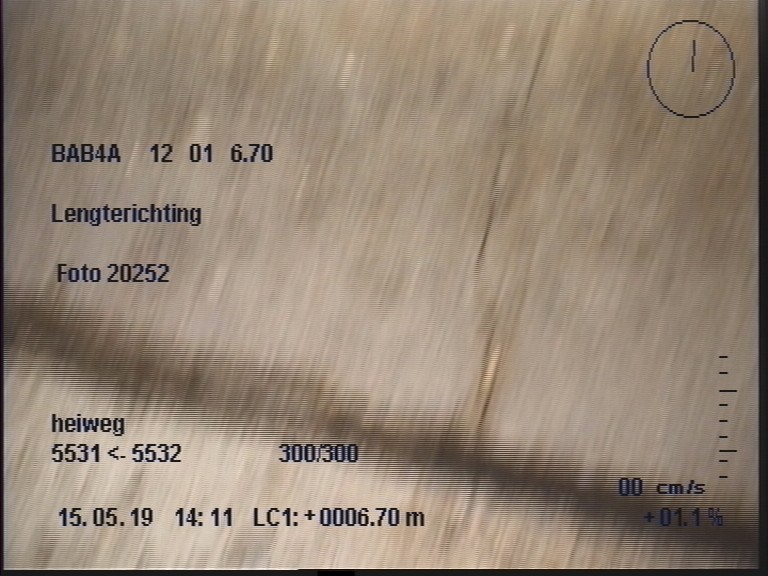 BAB4A 12 01 6.70
Lengterichting
Foto 20252
heiweg
5531 <- 5532 300/300
00 cm/s
15.05.19 14:11 LC1:+0006.70 m +01.1 %